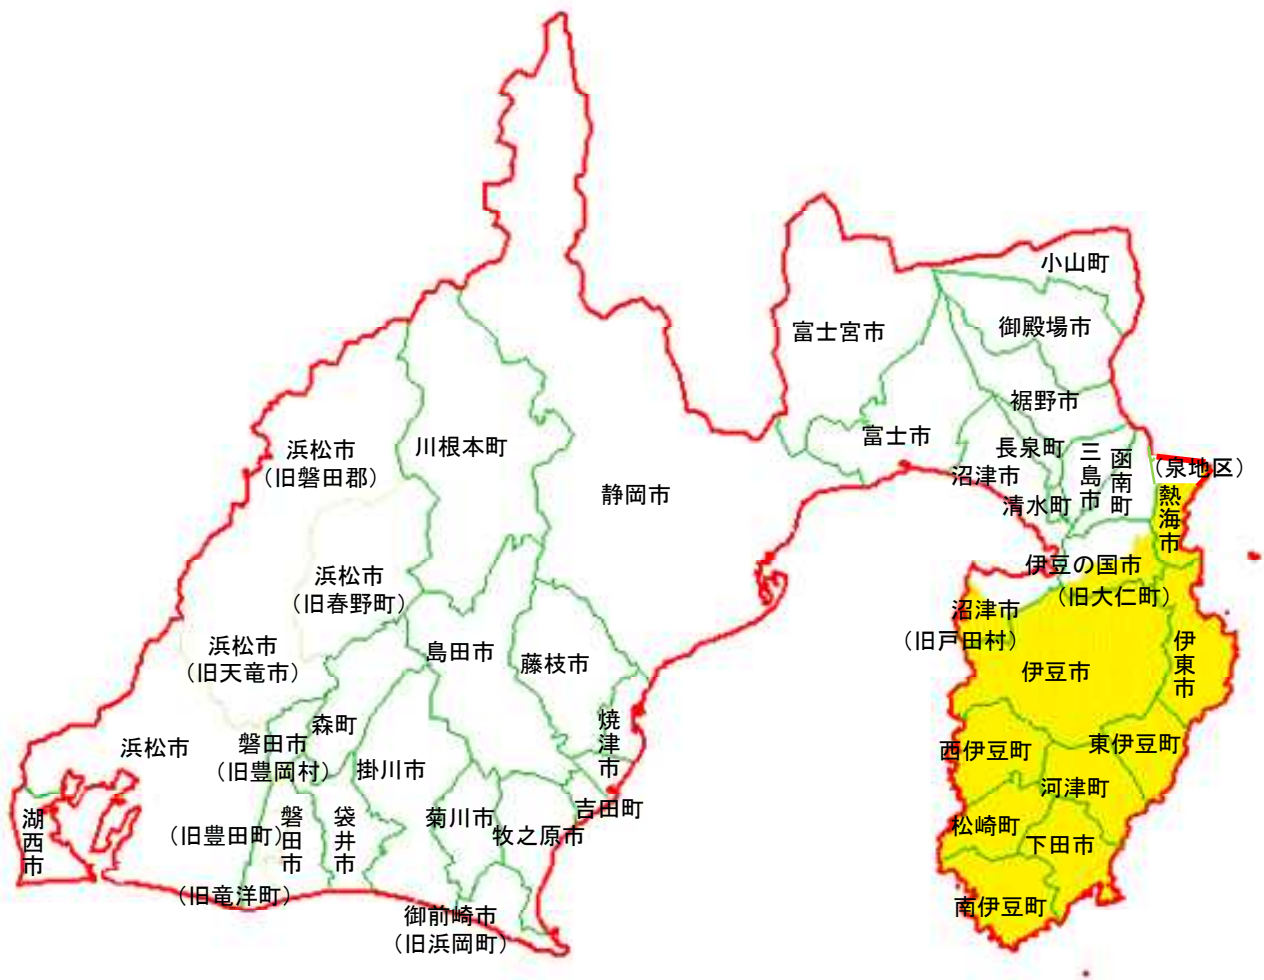 小山町
御殿場市
富士宮市
裾野市
富士市
長泉町
三島市
函南町
(泉地区)
沼津市
清水町
熱海市
伊豆の国市
(旧大仁町)
沼津市
(旧戸田村)
伊豆市
伊東市
西伊豆町
東伊豆町
河津町
松崎町
下田市
南伊豆町
浜松市
(旧磐田郡)
川根本町
静岡市
浜松市
(旧春野町)
浜松市
(旧天竜市)
島田市
藤枝市
焼津市
森町
浜松市
磐田市
(旧豊岡村)
掛川市
吉田町
湖西市
(旧豊田町)
磐田市
袋井市
菊川市
牧之原市
(旧竜洋町)
御前崎市
(旧浜岡町)